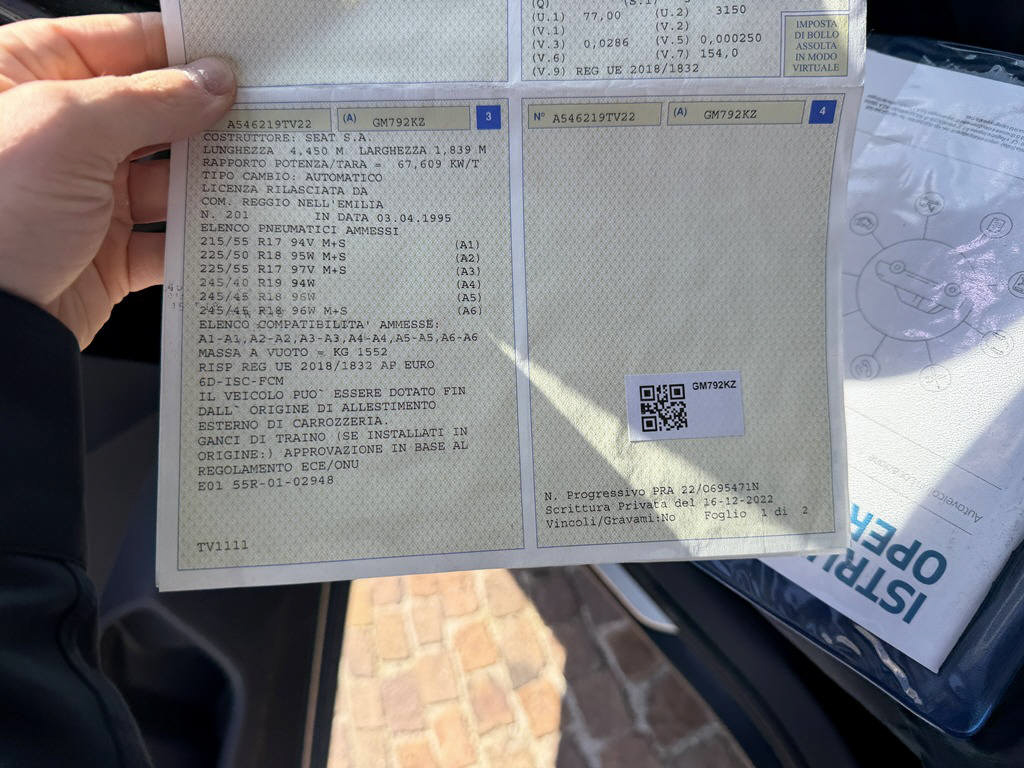 (Q) (S.1)
(U.1) 77,00 (U.2) 3150
(V.1) (V.2)
(V.3) 0,0286 (V.5) 0,000250
(V.6) (V.7) 154,0
(V.9) REG UE 2018/1832
IMPOSTA
DI BOLLO
ASSOLTA
IN MODO
VIRTUALE
A546219TV22 (A) GM792KZ 3
COSTRUTTORE: SEAT S.A.
LUNGHEZZA 4,450 M LARGHEZZA 1,839 M
RAPPORTO POTENZA/TARA = 67,609 KW/T
TIPO CAMBIO: AUTOMATICO
LICENZA RILASCIATA DA
COM. REGGIO NELL'EMILIA
N. 201 IN DATA 03.04.1995
ELENCO PNEUMATICI AMMESSI
215/55 R17 94V M+S (A1)
225/50 R18 95W M+S (A2)
225/55 R17 97V M+S (A3)
245/40 R19 94W (A4)
245/45 R18 96W (A5)
245/45 R18 96W M+S (A6)
ELENCO COMPATIBILITA' AMMESSE:
A1-A1,A2-A2,A3-A3,A4-A4,A5-A5,A6-A6
MASSA A VUOTO = KG 1552
RISP REG UE 2018/1832 AP EURO
6D-ISC-FCM
IL VEICOLO PUO` ESSERE DOTATO FIN
DALL` ORIGINE DI ALLESTIMENTO
ESTERNO DI CARROZZERIA.
GANCI DI TRAINO (SE INSTALLATI IN
ORIGINE:) APPROVAZIONE IN BASE AL
REGOLAMENTO ECE/ONU
E01 55R-01-02948
TV1111
N° A546219TV22 (A) GM792KZ 4
GM792KZ
N. Progressivo PRA 22/O695471N
Scrittura Privata del 16-12-2022
Vincoli/Gravami:No Foglio 1 di 2
Autoveico
ISTRU
OPER